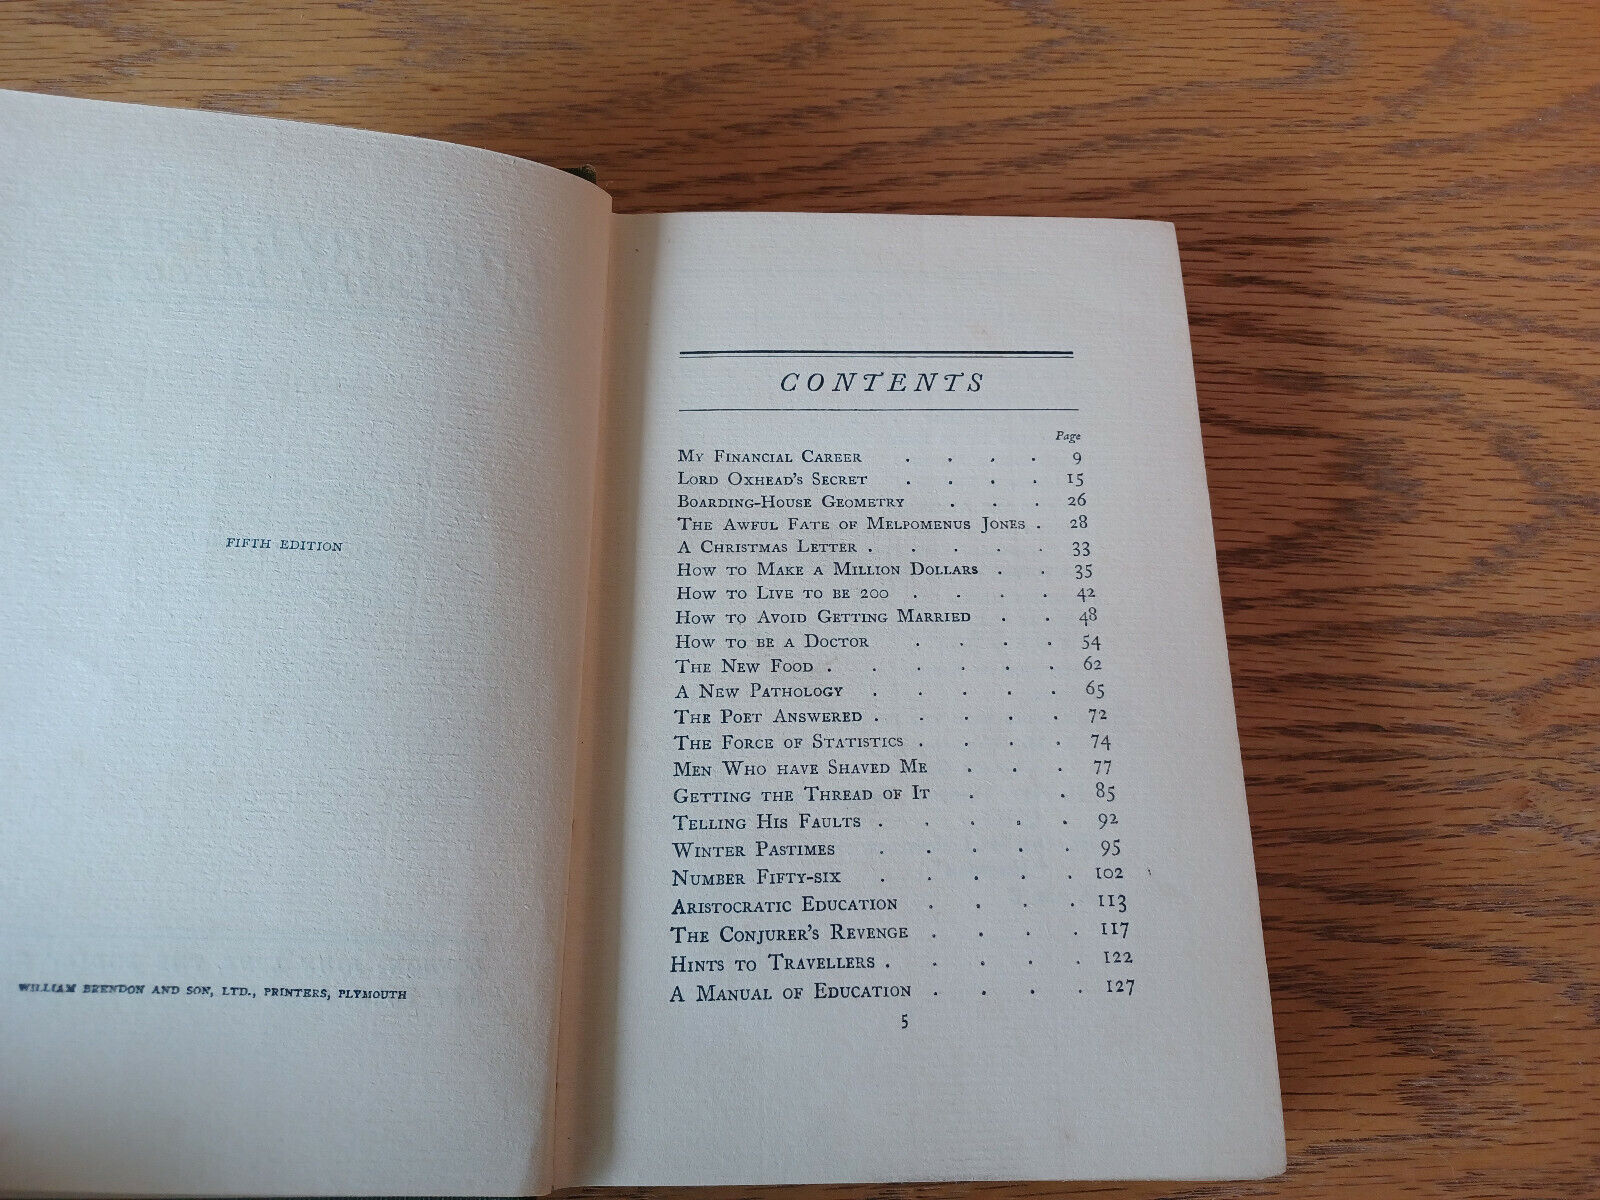 FIFTH EDITION
WILLIAM BRENDON AND SON, LTD., PRINTERS, PLYMOUTH
CONTENTS
Page
My Financial Career . . . . 9
Lord Oxhead's Secret . . . . 15
Boarding-House Geometry . . . 26
The Awful Fate of Melpomenus Jones . 28
A Christmas Letter . . . . . 33
How to Make a Million Dollars . . 35
How to Live to be 200 . . . . 42
How to Avoid Getting Married . . 48
How to be a Doctor . . . . 54
The New Food . . . . . . 62
A New Pathology . . . . . 65
The Poet Answered . . . . . 72
The Force of Statistics . . . . 74
Men Who have Shaved Me . . . 77
Getting the Thread of It . . 85
Telling His Faults . . . . . 92
Winter Pastimes . . . . . 95
Number Fifty-six . . . . . 102
Aristocratic Education . . . . 113
The Conjurer's Revenge . . . . 117
Hints to Travellers . . . . . 122
A Manual of Education . . . . 127
5